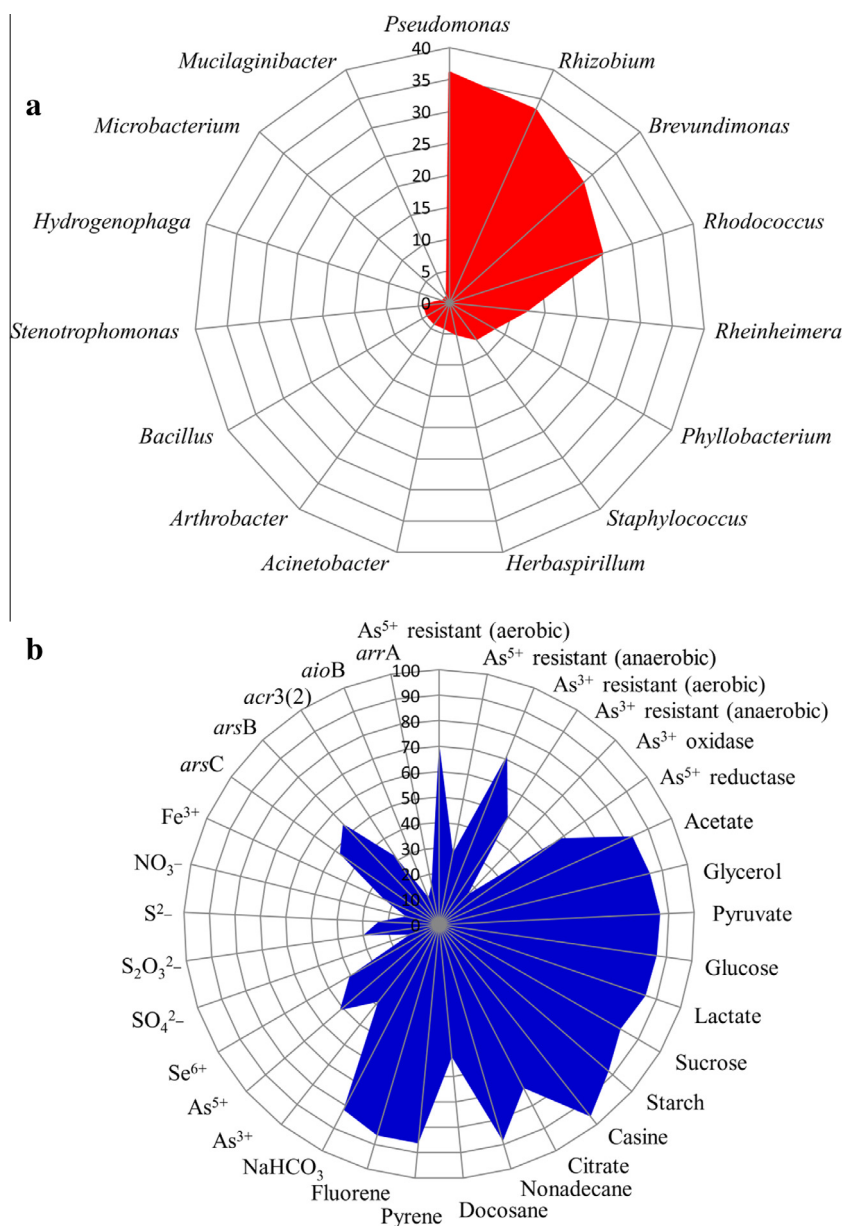 a
Pseudomonas
Rhizobium
Brevundimonas
Rhodococcus
Rheinheimera
Phyllobacterium
Staphylococcus
Herbaspirillum
Acinetobacter
Arthrobacter
Bacillus
Stenotrophomonas
Hydrogenophaga
Microbacterium
Mucilaginibacter
40
35
30
25
20
15
10
5
0
b
As⁵⁺ resistant (aerobic)
As⁵⁺ resistant (anaerobic)
As³⁺ resistant (aerobic)
As³⁺ resistant (anaerobic)
As³⁺ oxidase
As⁵⁺ reductase
Acetate
Glycerol
Pyruvate
Glucose
Lactate
Sucrose
Starch
Casine
Citrate
Nonadecane
Docosane
Pyrene
Fluorene
NaHCO₃
As³⁺
As⁵⁺
Se⁶⁺
SO₄²⁻
S₂O₃²⁻
S²⁻
NO₃⁻
Fe³⁺
arsC
arsB
acr3(2)
aioB
arrA
100
90
80
70
60
50
40
30
20
10
0